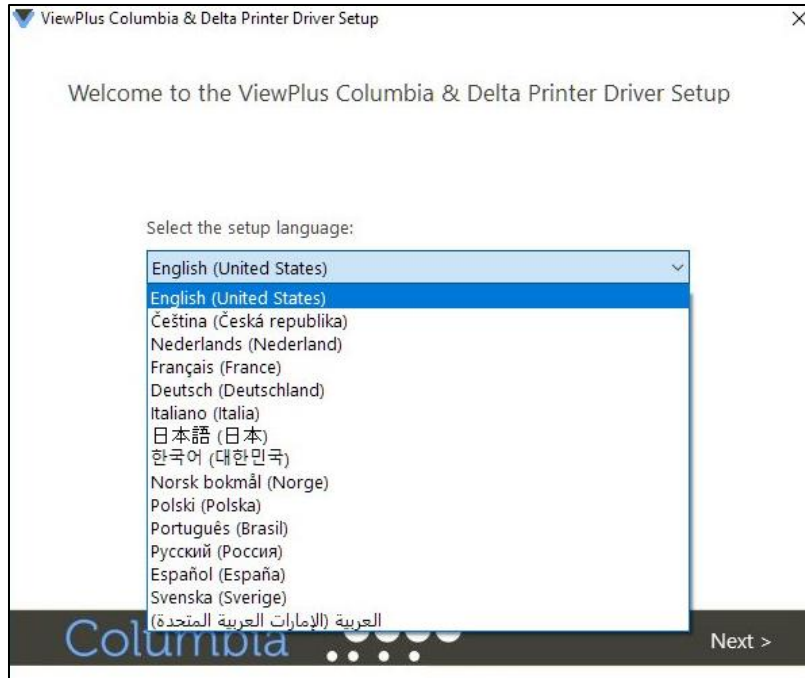 ViewPlus Columbia & Delta Printer Driver Setup
Welcome to the ViewPlus Columbia & Delta Printer Driver Setup
Select the setup language:
English (United States)
English (United States)
Čeština (Česká republika)
Nederlands (Nederland)
Français (France)
Deutsch (Deutschland)
Italiano (Italia)
日本語 (日本)
한국어 (대한민국)
Norsk bokmål (Norge)
Polski (Polska)
Português (Brasil)
Русский (Россия)
Español (España)
Svenska (Sverige)
العربية (الإمارات العربية المتحدة)
Columbia
Next >